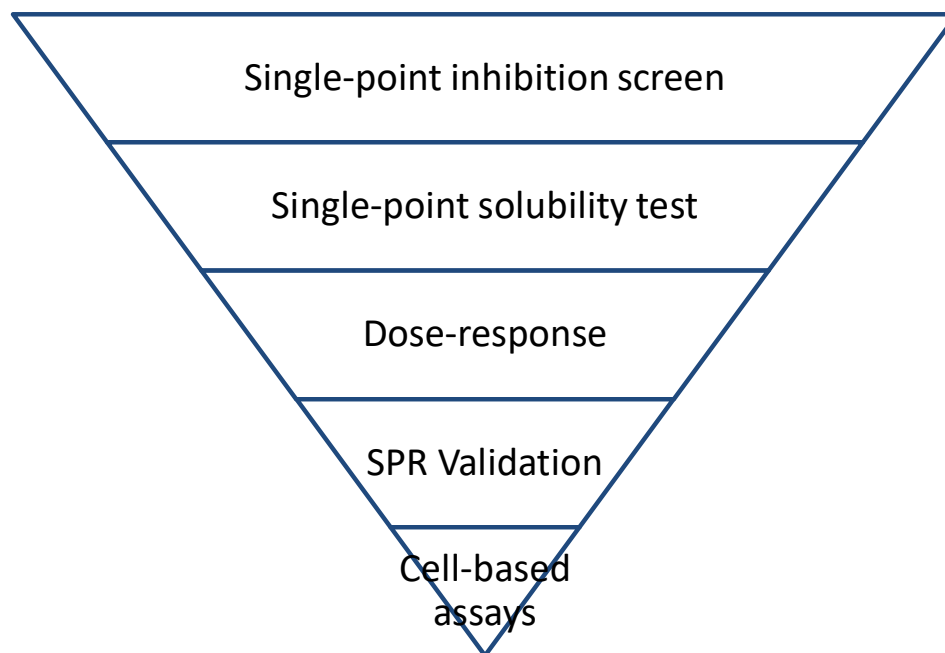 Single-point inhibition screen
Single-point solubility test
Dose-response
SPR Validation
Cell-based
assays